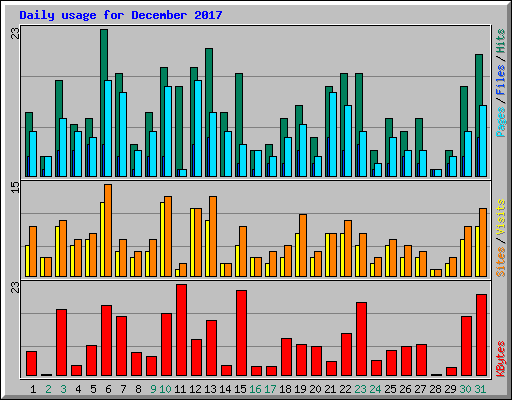 Daily usage for December 2017
23
Pages / Files / Hits
15
Sites / Visits
23
KBytes
1 2 3 4 5 6 7 8 9 10 11 12 13 14 15 16 17 18 19 20 21 22 23 24 25 26 27 28 29 30 31